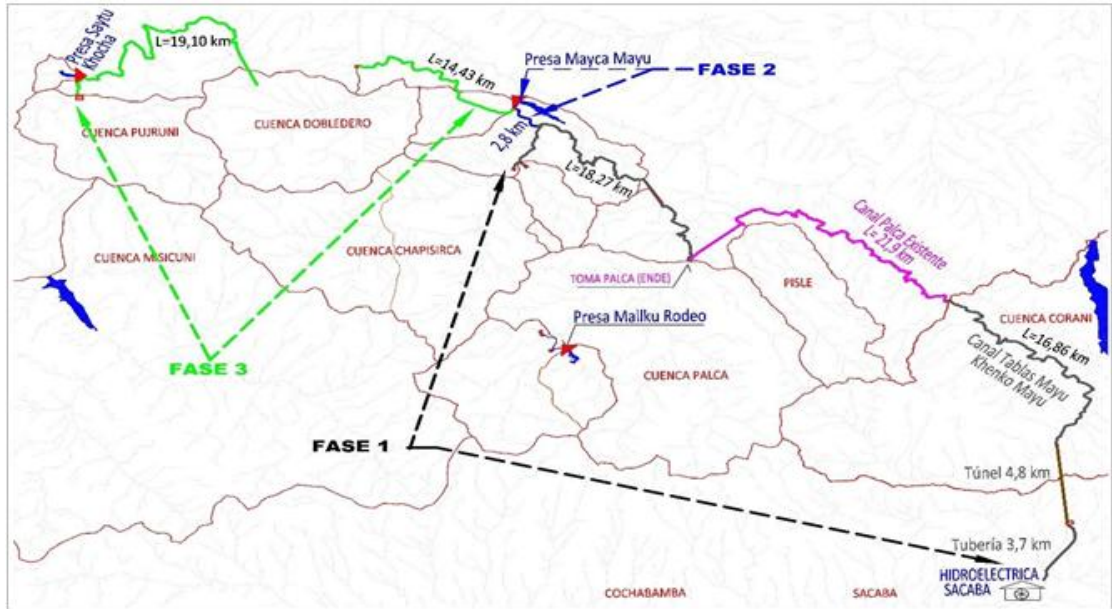 Presa Saytu
Khocha
L=19,10 km
L=14,43 km
Presa Mayca Mayu
FASE 2
CUENCA PUJRUNI
CUENCA DOBLEDERO
2,8 km
L=18,27 km
Canal Palca Existente
L= 21,9 km
CUENCA MISICUNI
CUENCA CHAPISIRCA
TOMA PALCA (ENDE)
PISLE
CUENCA CORANI
Presa Mallku Rodeo
L=16,86 km
Canal Tablas Mayu
Khenko Mayu
FASE 3
CUENCA PALCA
FASE 1
Túnel 4,8 km
Tubería 3,7 km
HIDROELECTRICA
SACABA
COCHABAMBA
SACABA